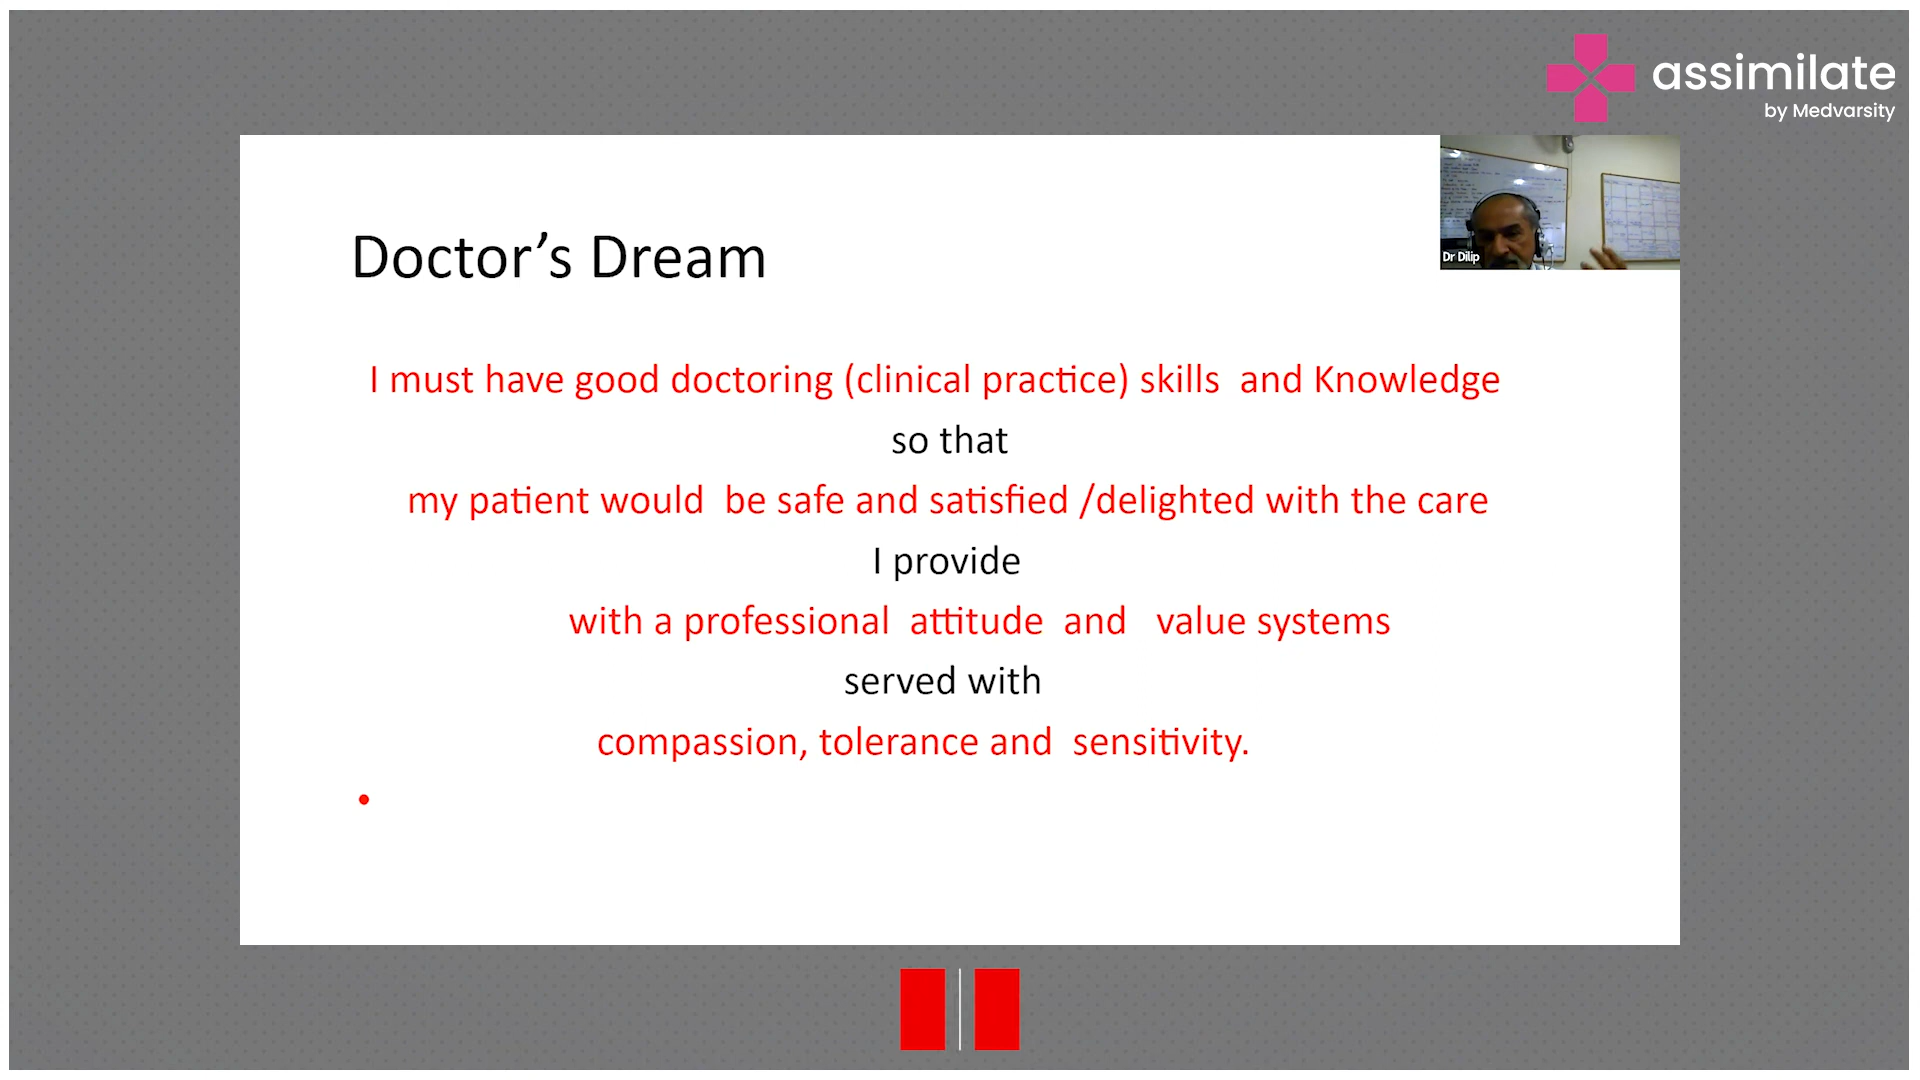 assimilate
by Medvarsity
Dr Dilip
Doctor’s Dream
I must have good doctoring (clinical practice) skills and Knowledge
so that
my patient would be safe and satisfied /delighted with the care
I provide
with a professional attitude and value systems
served with
compassion, tolerance and sensitivity.